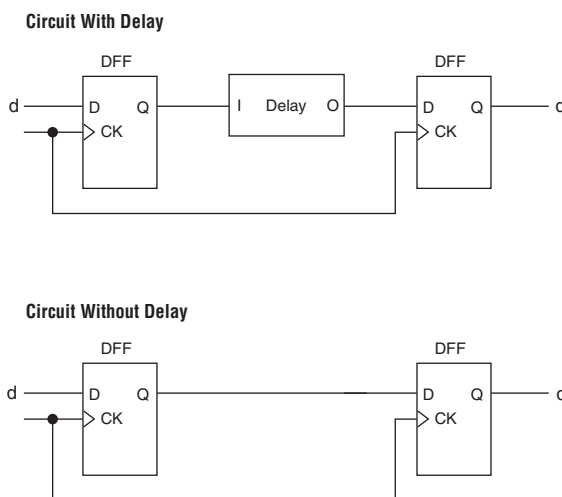 Circuit With Delay
DFF DFF
d D Q I Delay O D Q
CK CK
Circuit Without Delay
DFF DFF
d D Q D Q
CK CK